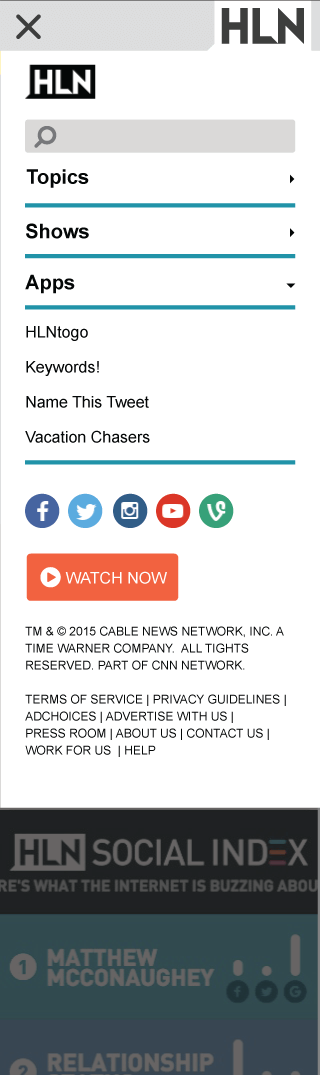 HLN
HLN
Topics
Shows
Apps
HLNtogo
Keywords!
Name This Tweet
Vacation Chasers
WATCH NOW
TM & © 2015 CABLE NEWS NETWORK, INC. A
TIME WARNER COMPANY. ALL TIGHTS
RESERVED. PART OF CNN NETWORK.
TERMS OF SERVICE | PRIVACY GUIDELINES |
ADCHOICES | ADVERTISE WITH US |
PRESS ROOM | ABOUT US | CONTACT US |
WORK FOR US | HELP
HLN SOCIAL INDEX
RE'S WHAT THE INTERNET IS BUZZING ABOU
1 MATTHEW
MCCONAUGHEY
2 RELATIONSHIP